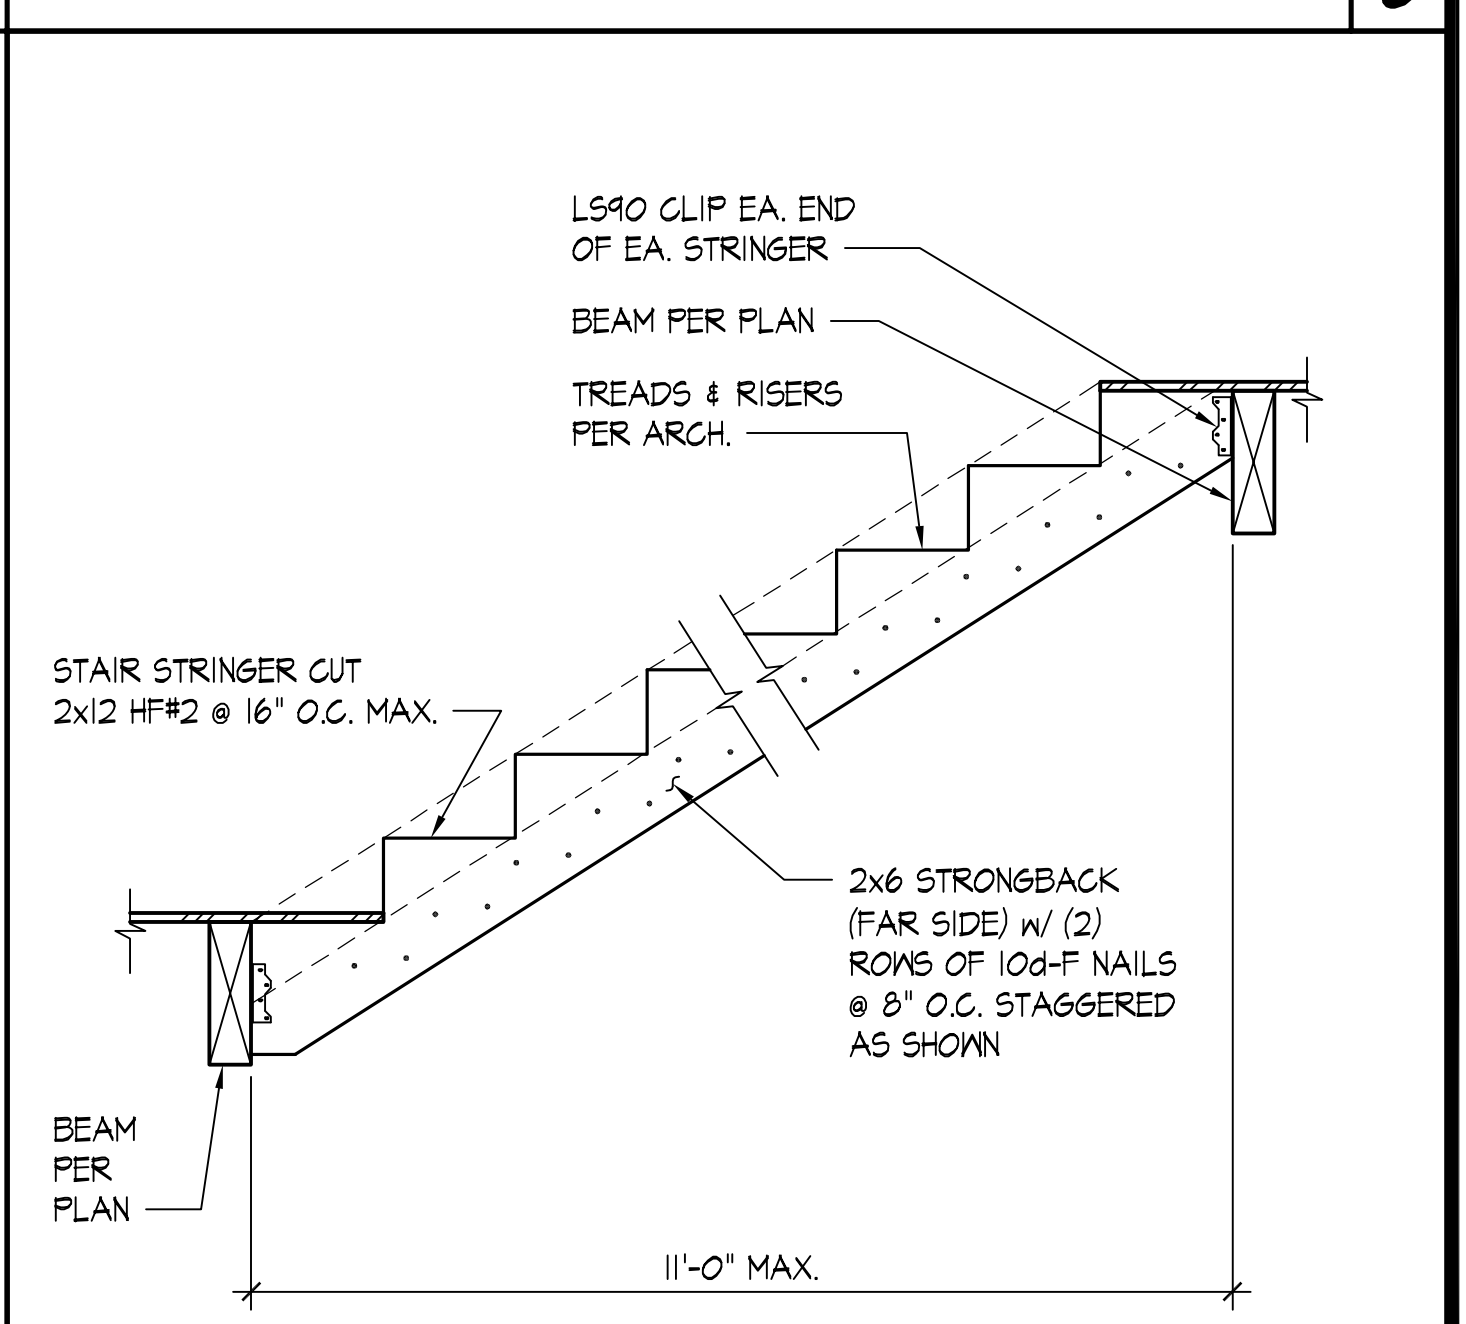 LS90 CLIP EA. END
OF EA. STRINGER
BEAM PER PLAN
TREADS & RISERS
PER ARCH.
STAIR STRINGER CUT
2x12 HF#2 @ 16" O.C. MAX.
2x6 STRONGBACK
(FAR SIDE) w/ (2)
ROWS OF 10d-F NAILS
@ 8" O.C. STAGGERED
AS SHOWN
BEAM
PER
PLAN
11'-0" MAX.